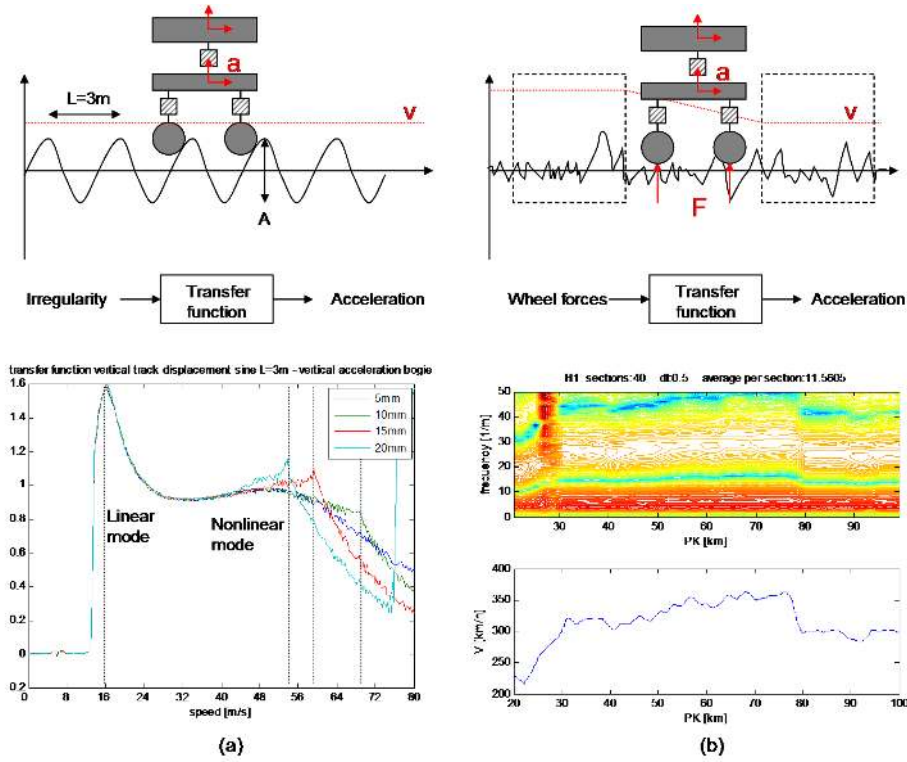 a
L=3m
v
A
Irregularity
Transfer
function
Acceleration
transfer function vertical track displacement sine L=3m - vertical acceleration bogie
1.6
1.4
1.2
1
0.8
0.6
0.4
0.2
0
0.2
5mm
10mm
15mm
20mm
Linear
mode
Nonlinear
mode
0 8 16 24 32 40 48 56 64 72 80
speed [m/s]
(a)
a
v
F
Wheel forces
Transfer
function
Acceleration
H1 sections:40 dl:0.5 average per section:11.5605
50
40
30
20
10
0
frequency [1/m]
20 30 40 50 60 70 80 90
PK [km]
400
350
300
250
200
V [km/h]
20 30 40 50 60 70 80 90 100
PK [km]
(b)